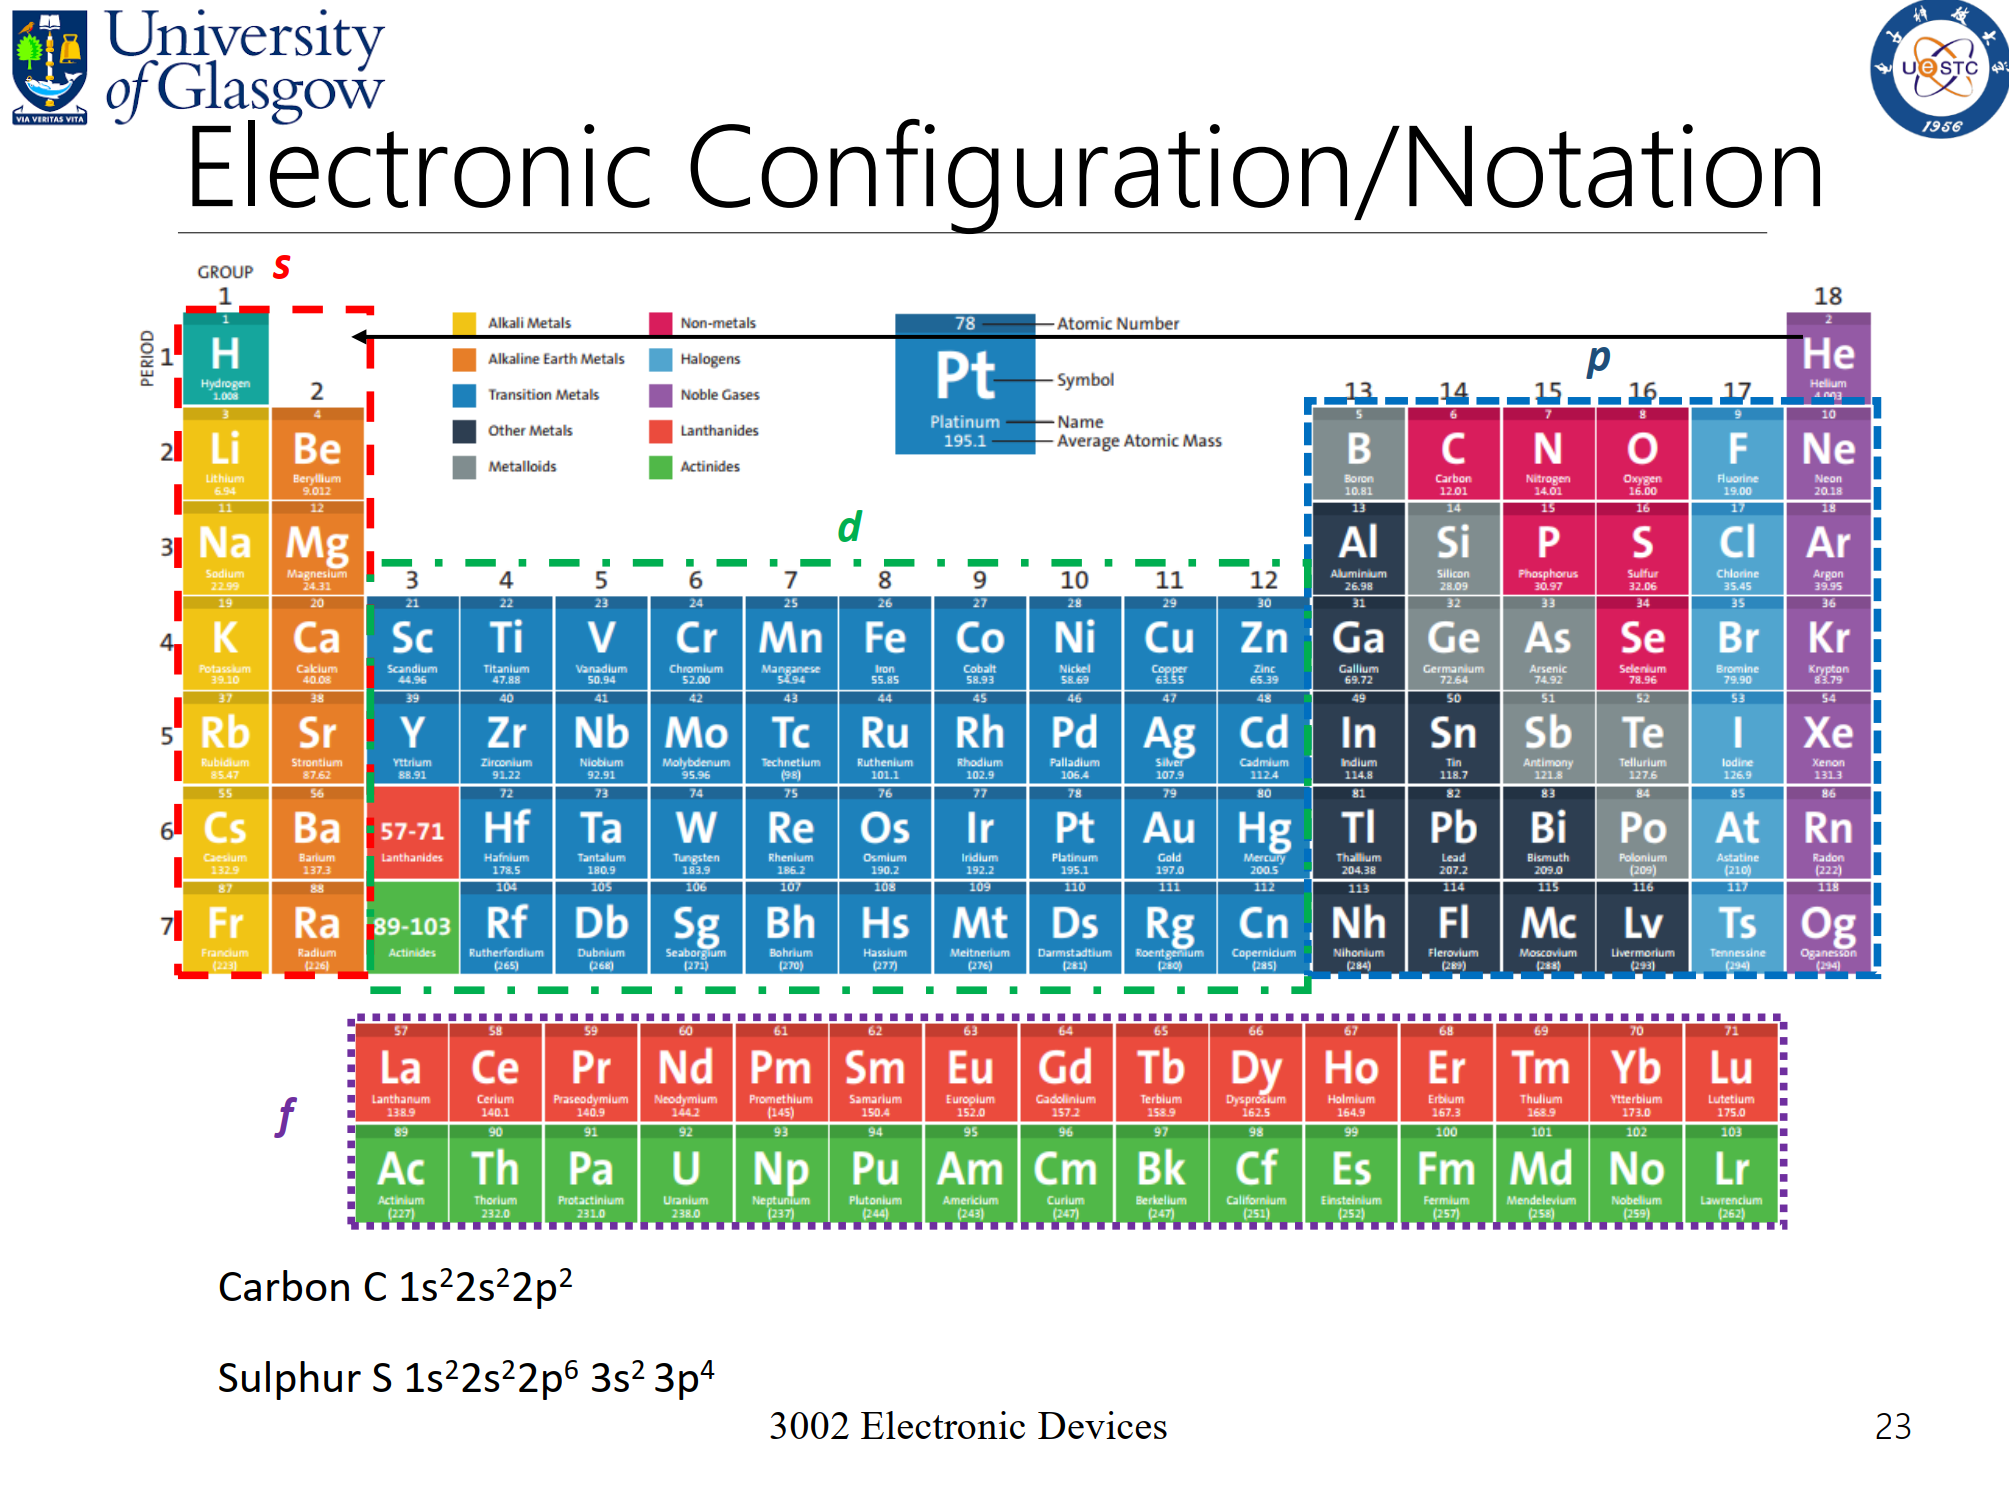 University
of Glasgow
VIA VERITAS VITA
UeSTC
1956
Electronic Configuration/Notation
GROUP s
1 18
PERIOD
1 2 3 4 5 6 7
Alkali Metals
Alkaline Earth Metals
Transition Metals
Other Metals
Metalloids
Non-metals
Halogens
Noble Gases
Lanthanides
Actinides
78 Atomic Number
Pt Symbol
Platinum Name
195.1 Average Atomic Mass
p
d
1 2
H He
Hydrogen Helium
1.008 4.003
2 13 14 15 16 17
3 4 5 6 7 8 9 10
Li Be B C N O F Ne
Lithium Beryllium Boron Carbon Nitrogen Oxygen Fluorine Neon
6.94 9.012 10.81 12.01 14.01 16.00 19.00 20.18
11 12 13 14 15 16 17 18
Na Mg Al Si P S Cl Ar
Sodium Magnesium Aluminium Silicon Phosphorus Sulfur Chlorine Argon
22.99 24.31 26.98 28.09 30.97 32.06 35.45 39.95
3 4 5 6 7 8 9 10 11 12
19 20 21 22 23 24 25 26 27 28 29 30 31 32 33 34 35 36
K Ca Sc Ti V Cr Mn Fe Co Ni Cu Zn Ga Ge As Se Br Kr
Potassium Calcium Scandium Titanium Vanadium Chromium Manganese Iron Cobalt Nickel Copper Zinc Gallium Germanium Arsenic Selenium Bromine Krypton
39.10 40.08 44.96 47.88 50.94 52.00 54.94 55.85 58.93 58.69 63.55 65.39 69.72 72.64 74.92 78.96 79.90 83.79
37 38 39 40 41 42 43 44 45 46 47 48 49 50 51 52 53 54
Rb Sr Y Zr Nb Mo Tc Ru Rh Pd Ag Cd In Sn Sb Te I Xe
Rubidium Strontium Yttrium Zirconium Niobium Molybdenum Technetium Ruthenium Rhodium Palladium Silver Cadmium Indium Tin Antimony Tellurium Iodine Xenon
85.47 87.62 88.91 91.22 92.91 95.96 (98) 101.1 102.9 106.4 107.9 112.4 114.8 118.7 121.8 127.6 126.9 131.3
55 56 72 73 74 75 76 77 78 79 80 81 82 83 84 85 86
Cs Ba 57-71 Hf Ta W Re Os Ir Pt Au Hg Tl Pb Bi Po At Rn
Caesium Barium Lanthanides Hafnium Tantalum Tungsten Rhenium Osmium Iridium Platinum Gold Mercury Thallium Lead Bismuth Polonium Astatine Radon
132.9 137.3 178.5 180.9 183.9 186.2 190.2 192.2 195.1 197.0 200.5 204.38 207.2 209.0 (209) (210) (222)
87 88 104 105 106 107 108 109 110 111 112 113 114 115 116 117 118
Fr Ra 89-103 Rf Db Sg Bh Hs Mt Ds Rg Cn Nh Fl Mc Lv Ts Og
Francium Radium Actinides Rutherfordium Dubnium Seaborgium Bohrium Hassium Meitnerium Darmstadtium Roentgenium Copernicium Nihonium Flerovium Moscovium Livermorium Tennessine Oganesson
(223) (226) (265) (268) (271) (270) (277) (276) (281) (280) (285) (284) (289) (288) (293) (294) (294)
f
57 58 59 60 61 62 63 64 65 66 67 68 69 70 71
La Ce Pr Nd Pm Sm Eu Gd Tb Dy Ho Er Tm Yb Lu
Lanthanum Cerium Praseodymium Neodymium Promethium Samarium Europium Gadolinium Terbium Dysprosium Holmium Erbium Thulium Ytterbium Lutetium
138.9 140.1 140.9 144.2 (145) 150.4 152.0 157.2 158.9 162.5 164.9 167.3 168.9 173.0 175.0
89 90 91 92 93 94 95 96 97 98 99 100 101 102 103
Ac Th Pa U Np Pu Am Cm Bk Cf Es Fm Md No Lr
Actinium Thorium Protactinium Uranium Neptunium Plutonium Americium Curium Berkelium Californium Einsteinium Fermium Mendelevium Nobelium Lawrencium
(227) 232.0 231.0 238.0 (237) (244) (243) (247) (247) (251) (252) (257) (258) (259) (262)
Carbon C 1s²2s²2p²
Sulphur S 1s²2s²2p⁶ 3s² 3p⁴
3002 Electronic Devices
23